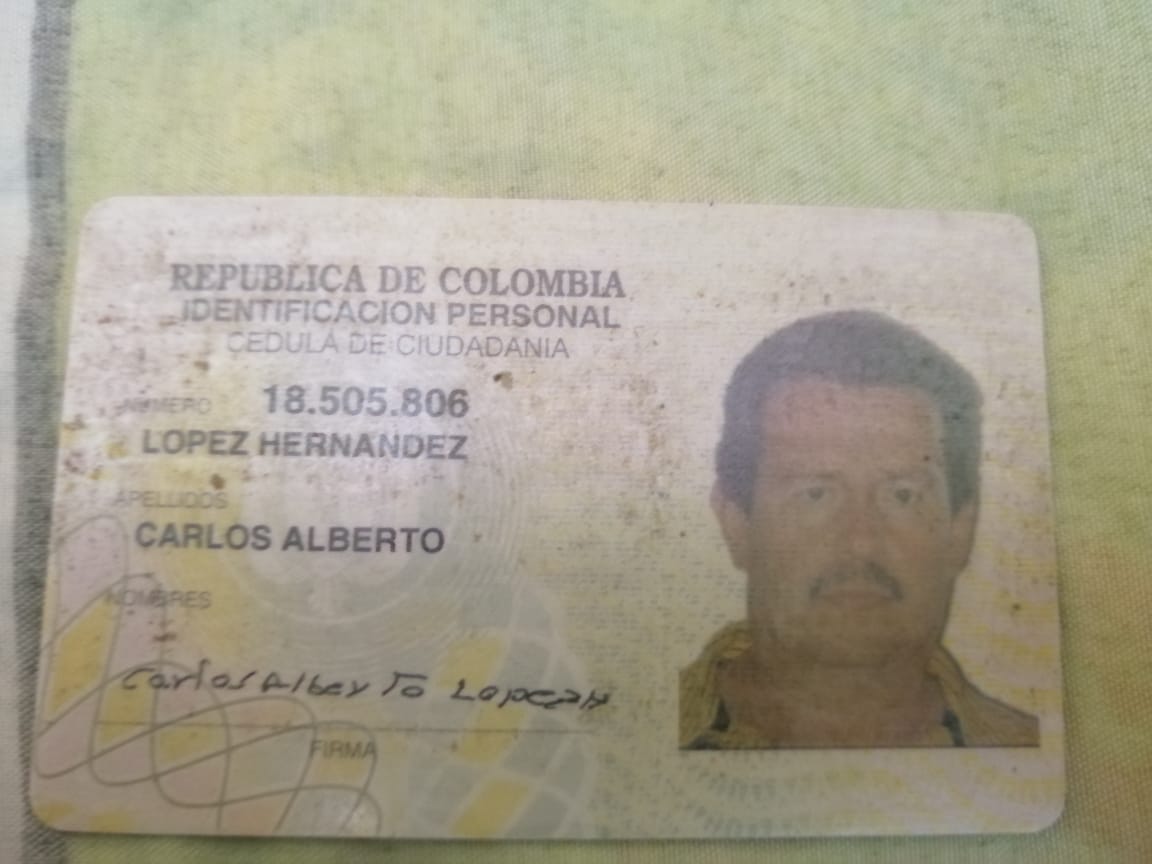 REPUBLICA DE COLOMBIA
IDENTIFICACION PERSONAL
CEDULA DE CIUDADANIA
NUMERO 18.505.806
LOPEZ HERNANDEZ
APELLIDOS
CARLOS ALBERTO
NOMBRES
Carlos Alberto Lopez H
FIRMA